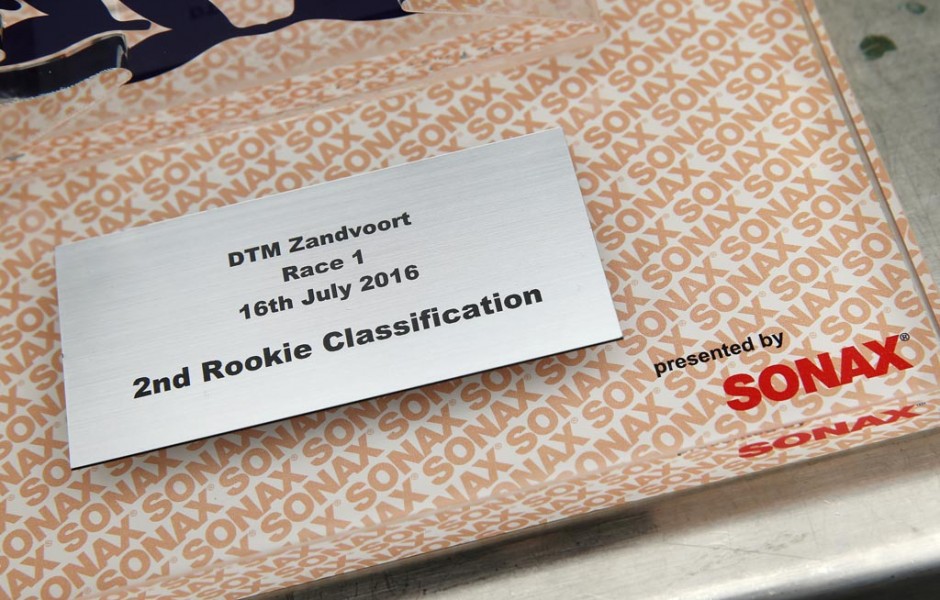 DTM Zandvoort
Race 1
16th July 2016
2nd Rookie Classification
presented by
SONAX®
SONAX